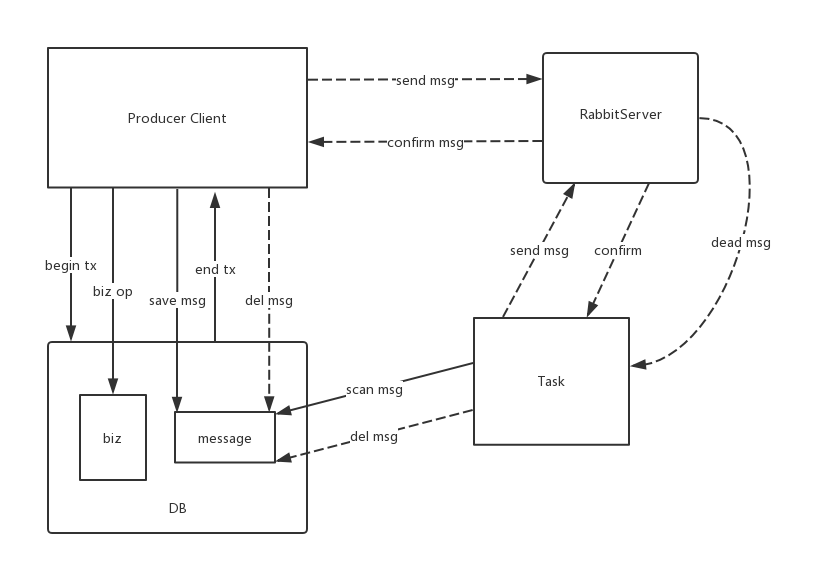 send msg
Producer Client
RabbitServer
confirm msg
dead msg
send msg
confirm
begin tx
end tx
biz op
save msg
del msg
Task
scan msg
del msg
biz
message
DB